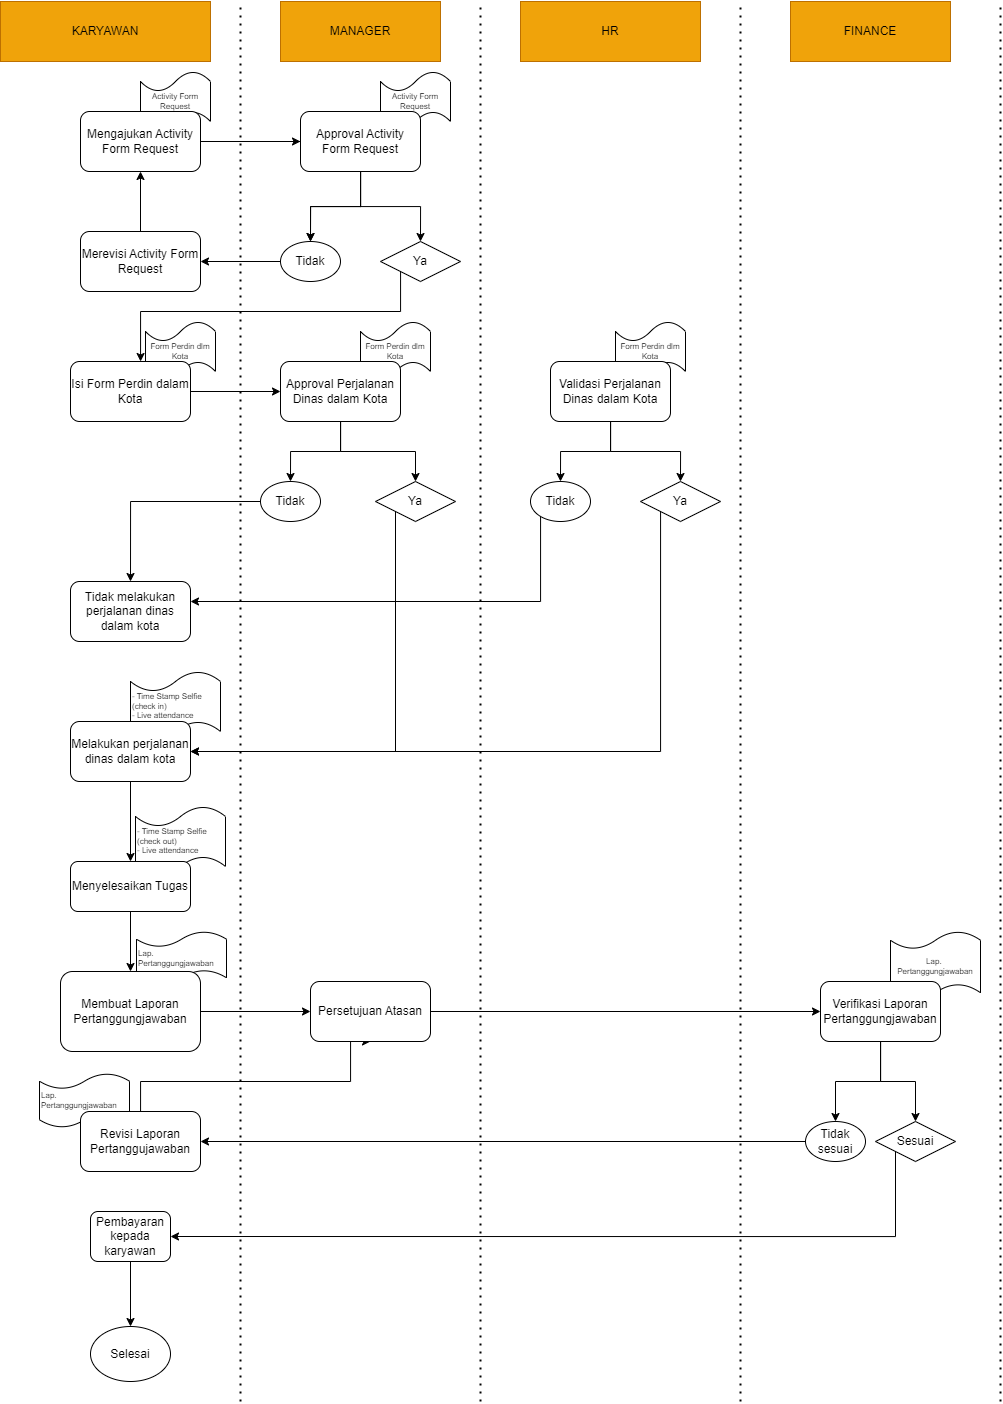 KARYAWAN
MANAGER
HR
FINANCE
Activity Form
Request
Activity Form
Request
Mengajukan Activity
Form Request
Approval Activity
Form Request
Merevisi Activity Form
Request
Tidak
Ya
Form Perdin dlm
Kota
Form Perdin dlm
Kota
Form Perdin dlm
Kota
Isi Form Perdin dalam
Kota
Approval Perjalanan
Dinas dalam Kota
Validasi Perjalanan
Dinas dalam Kota
Tidak
Ya
Tidak
Ya
Tidak melakukan
perjalanan dinas
dalam kota
- Time Stamp Selfie
(check in)
- Live attendance
Melakukan perjalanan
dinas dalam kota
- Time Stamp Selfie
(check out)
- Live attendance
Menyelesaikan Tugas
Lap.
Pertanggungjawaban
Lap.
Pertanggungjawaban
Membuat Laporan
Pertanggungjawaban
Persetujuan Atasan
Verifikasi Laporan
Pertanggungjawaban
Lap.
Pertanggungjawaban
Revisi Laporan
Pertanggujawaban
Tidak
sesuai
Sesuai
Pembayaran
kepada
karyawan
Selesai